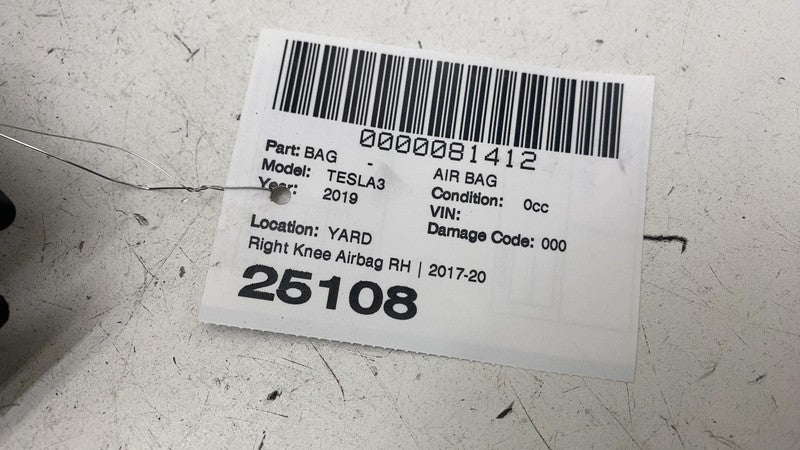 0000081412
Part: BAG - AIR BAG
Model: TESLA3 Condition: 0cc
Year: 2019 VIN:
Location: YARD Damage Code: 000
Right Knee Airbag RH | 2017-20
25108